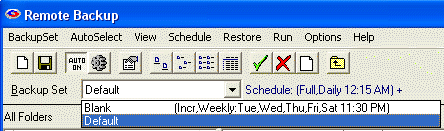 Remote Backup
BackupSet AutoSelect View Schedule Restore Run Options Help
AUTO ON
Backup Set Default Schedule: (Full,Daily 12:15 AM) +
Blank (Incr,Weekly:Tue,Wed,Thu,Fri,Sat 11:30 PM)
Default
All Folders